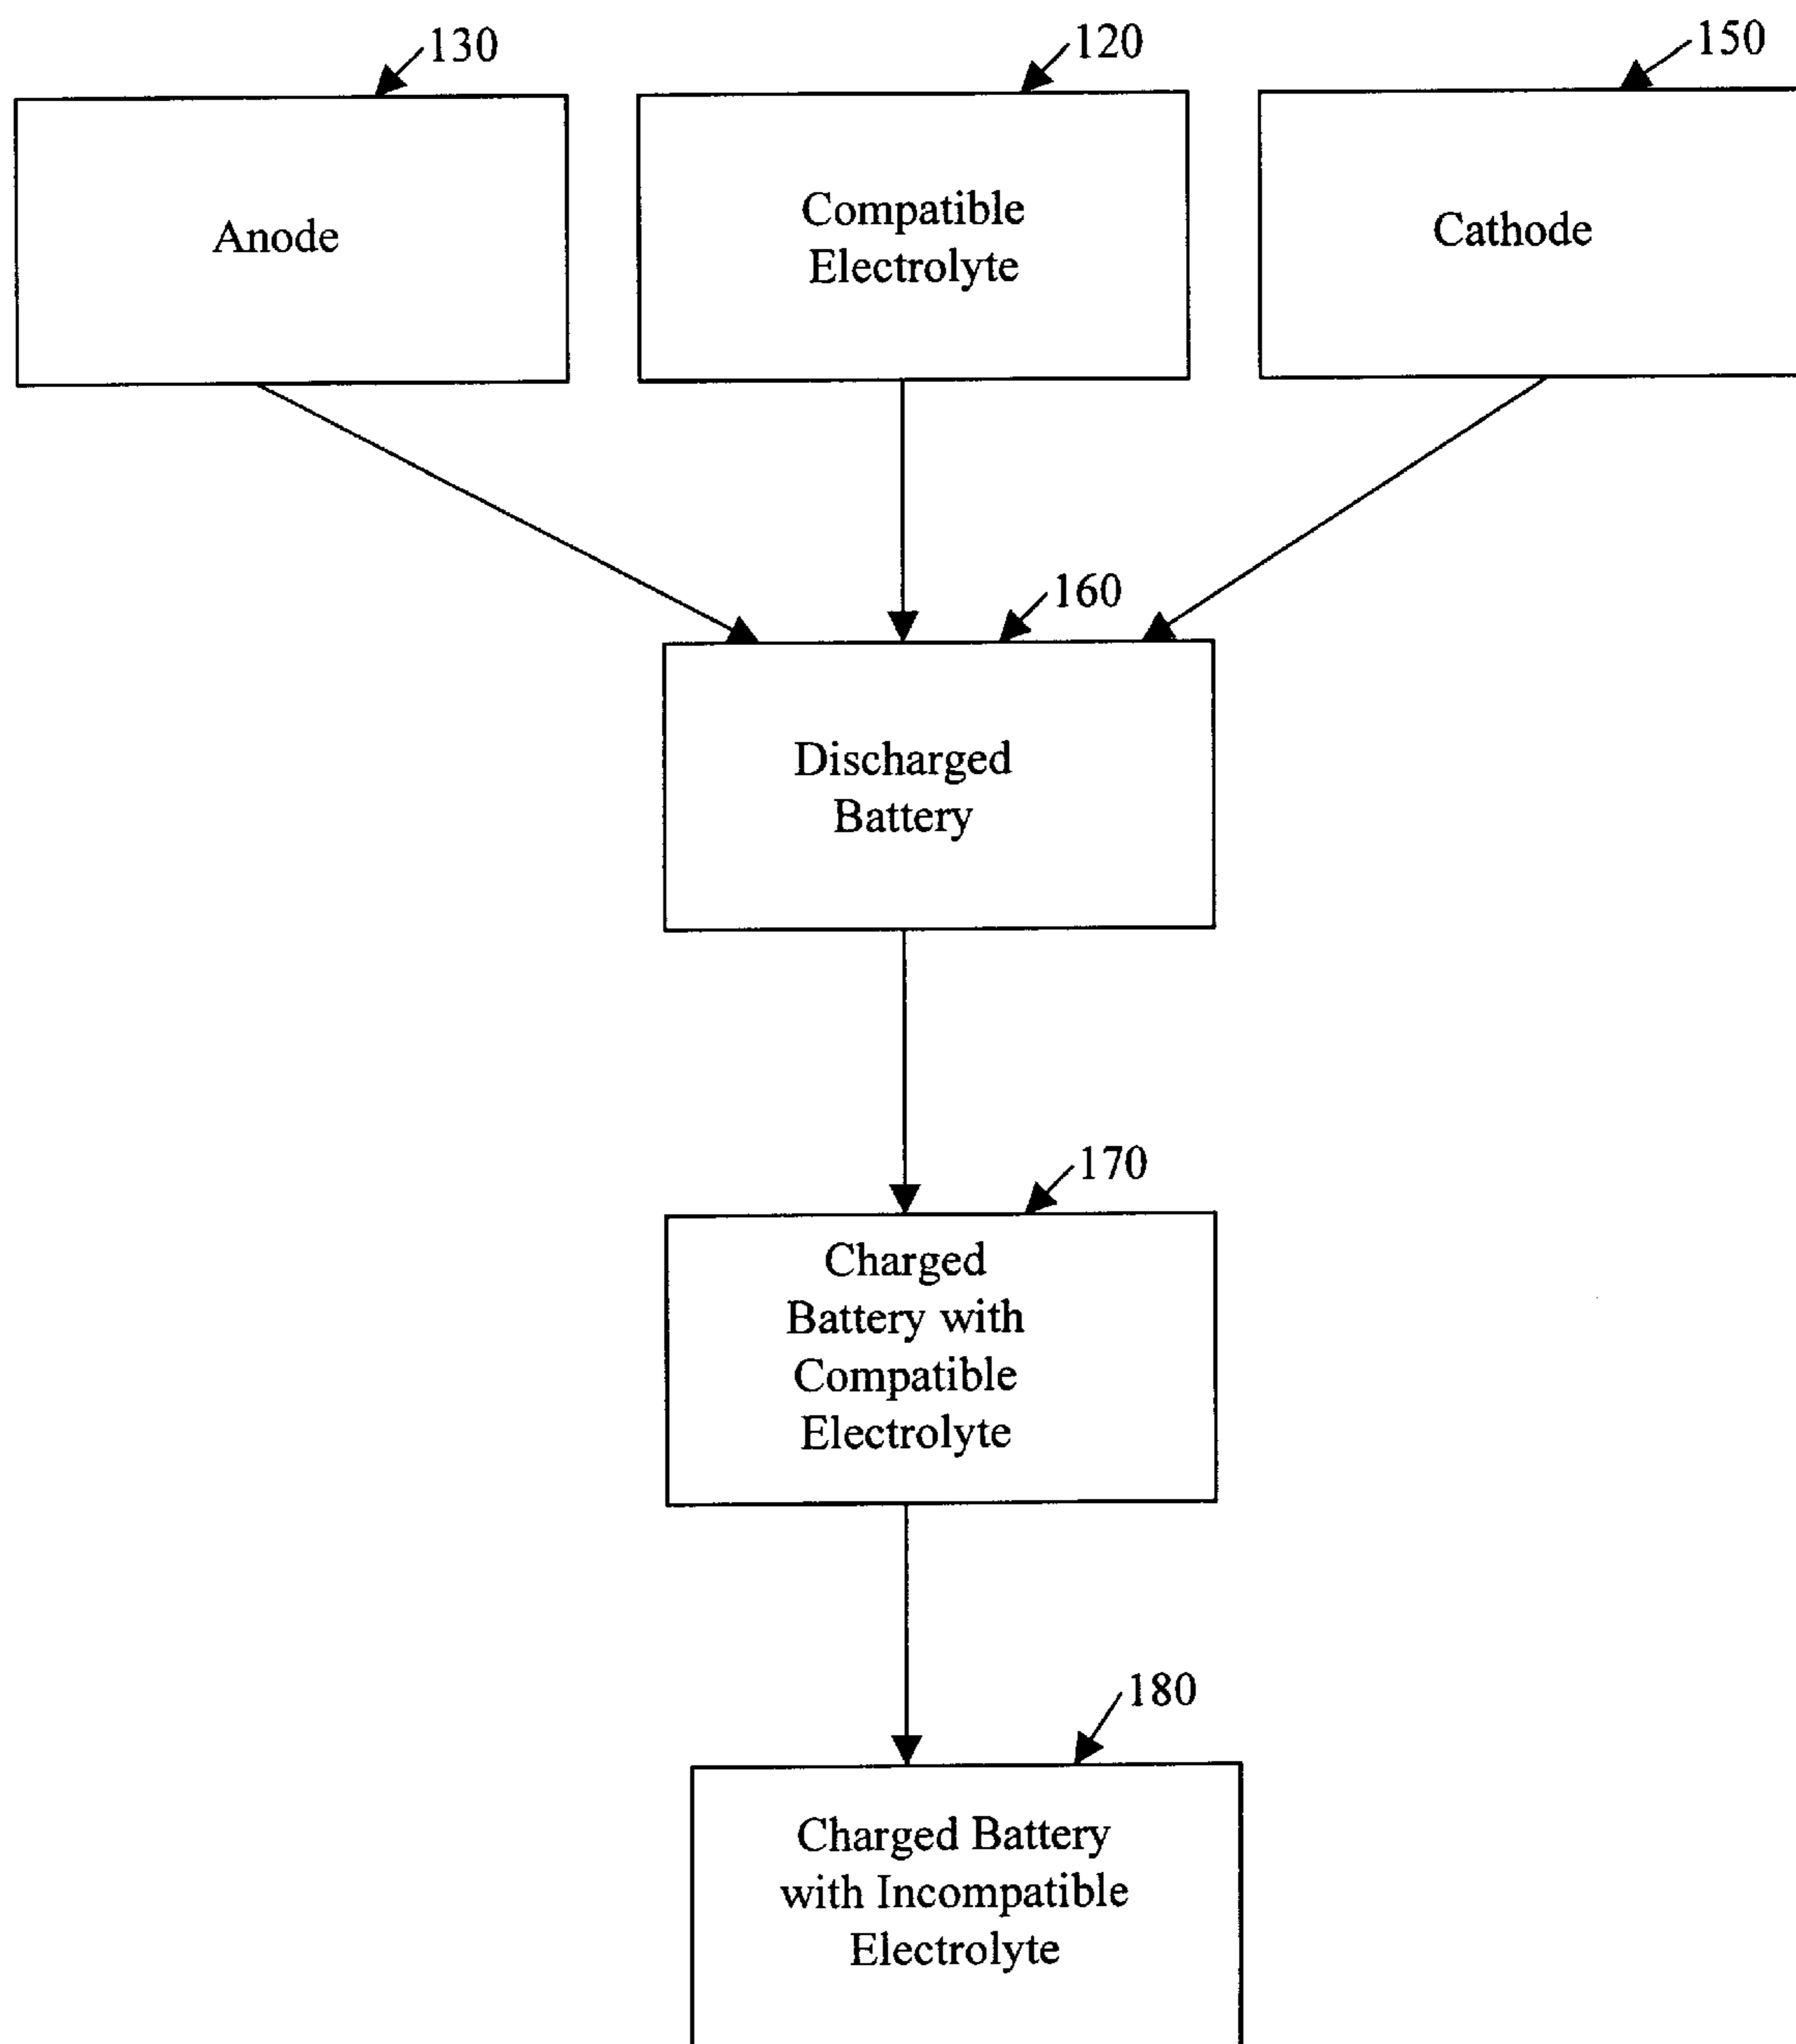 130
120
150
Anode
Compatible
Electrolyte
Cathode
160
Discharged
Battery
170
Charged
Battery with
Compatible
Electrolyte
180
Charged Battery
with Incompatible
Electrolyte